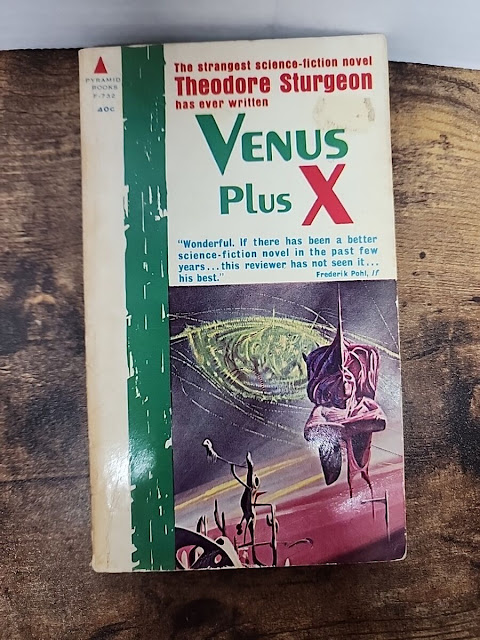 PYRAMID
BOOKS
F-732
40¢
The strangest science-fiction novel
Theodore Sturgeon
has ever written
VENUS
PLUS X
"Wonderful. If there has been a better
science-fiction novel in the past few
years...this reviewer has not seen it...
his best."
Frederik Pohl, If